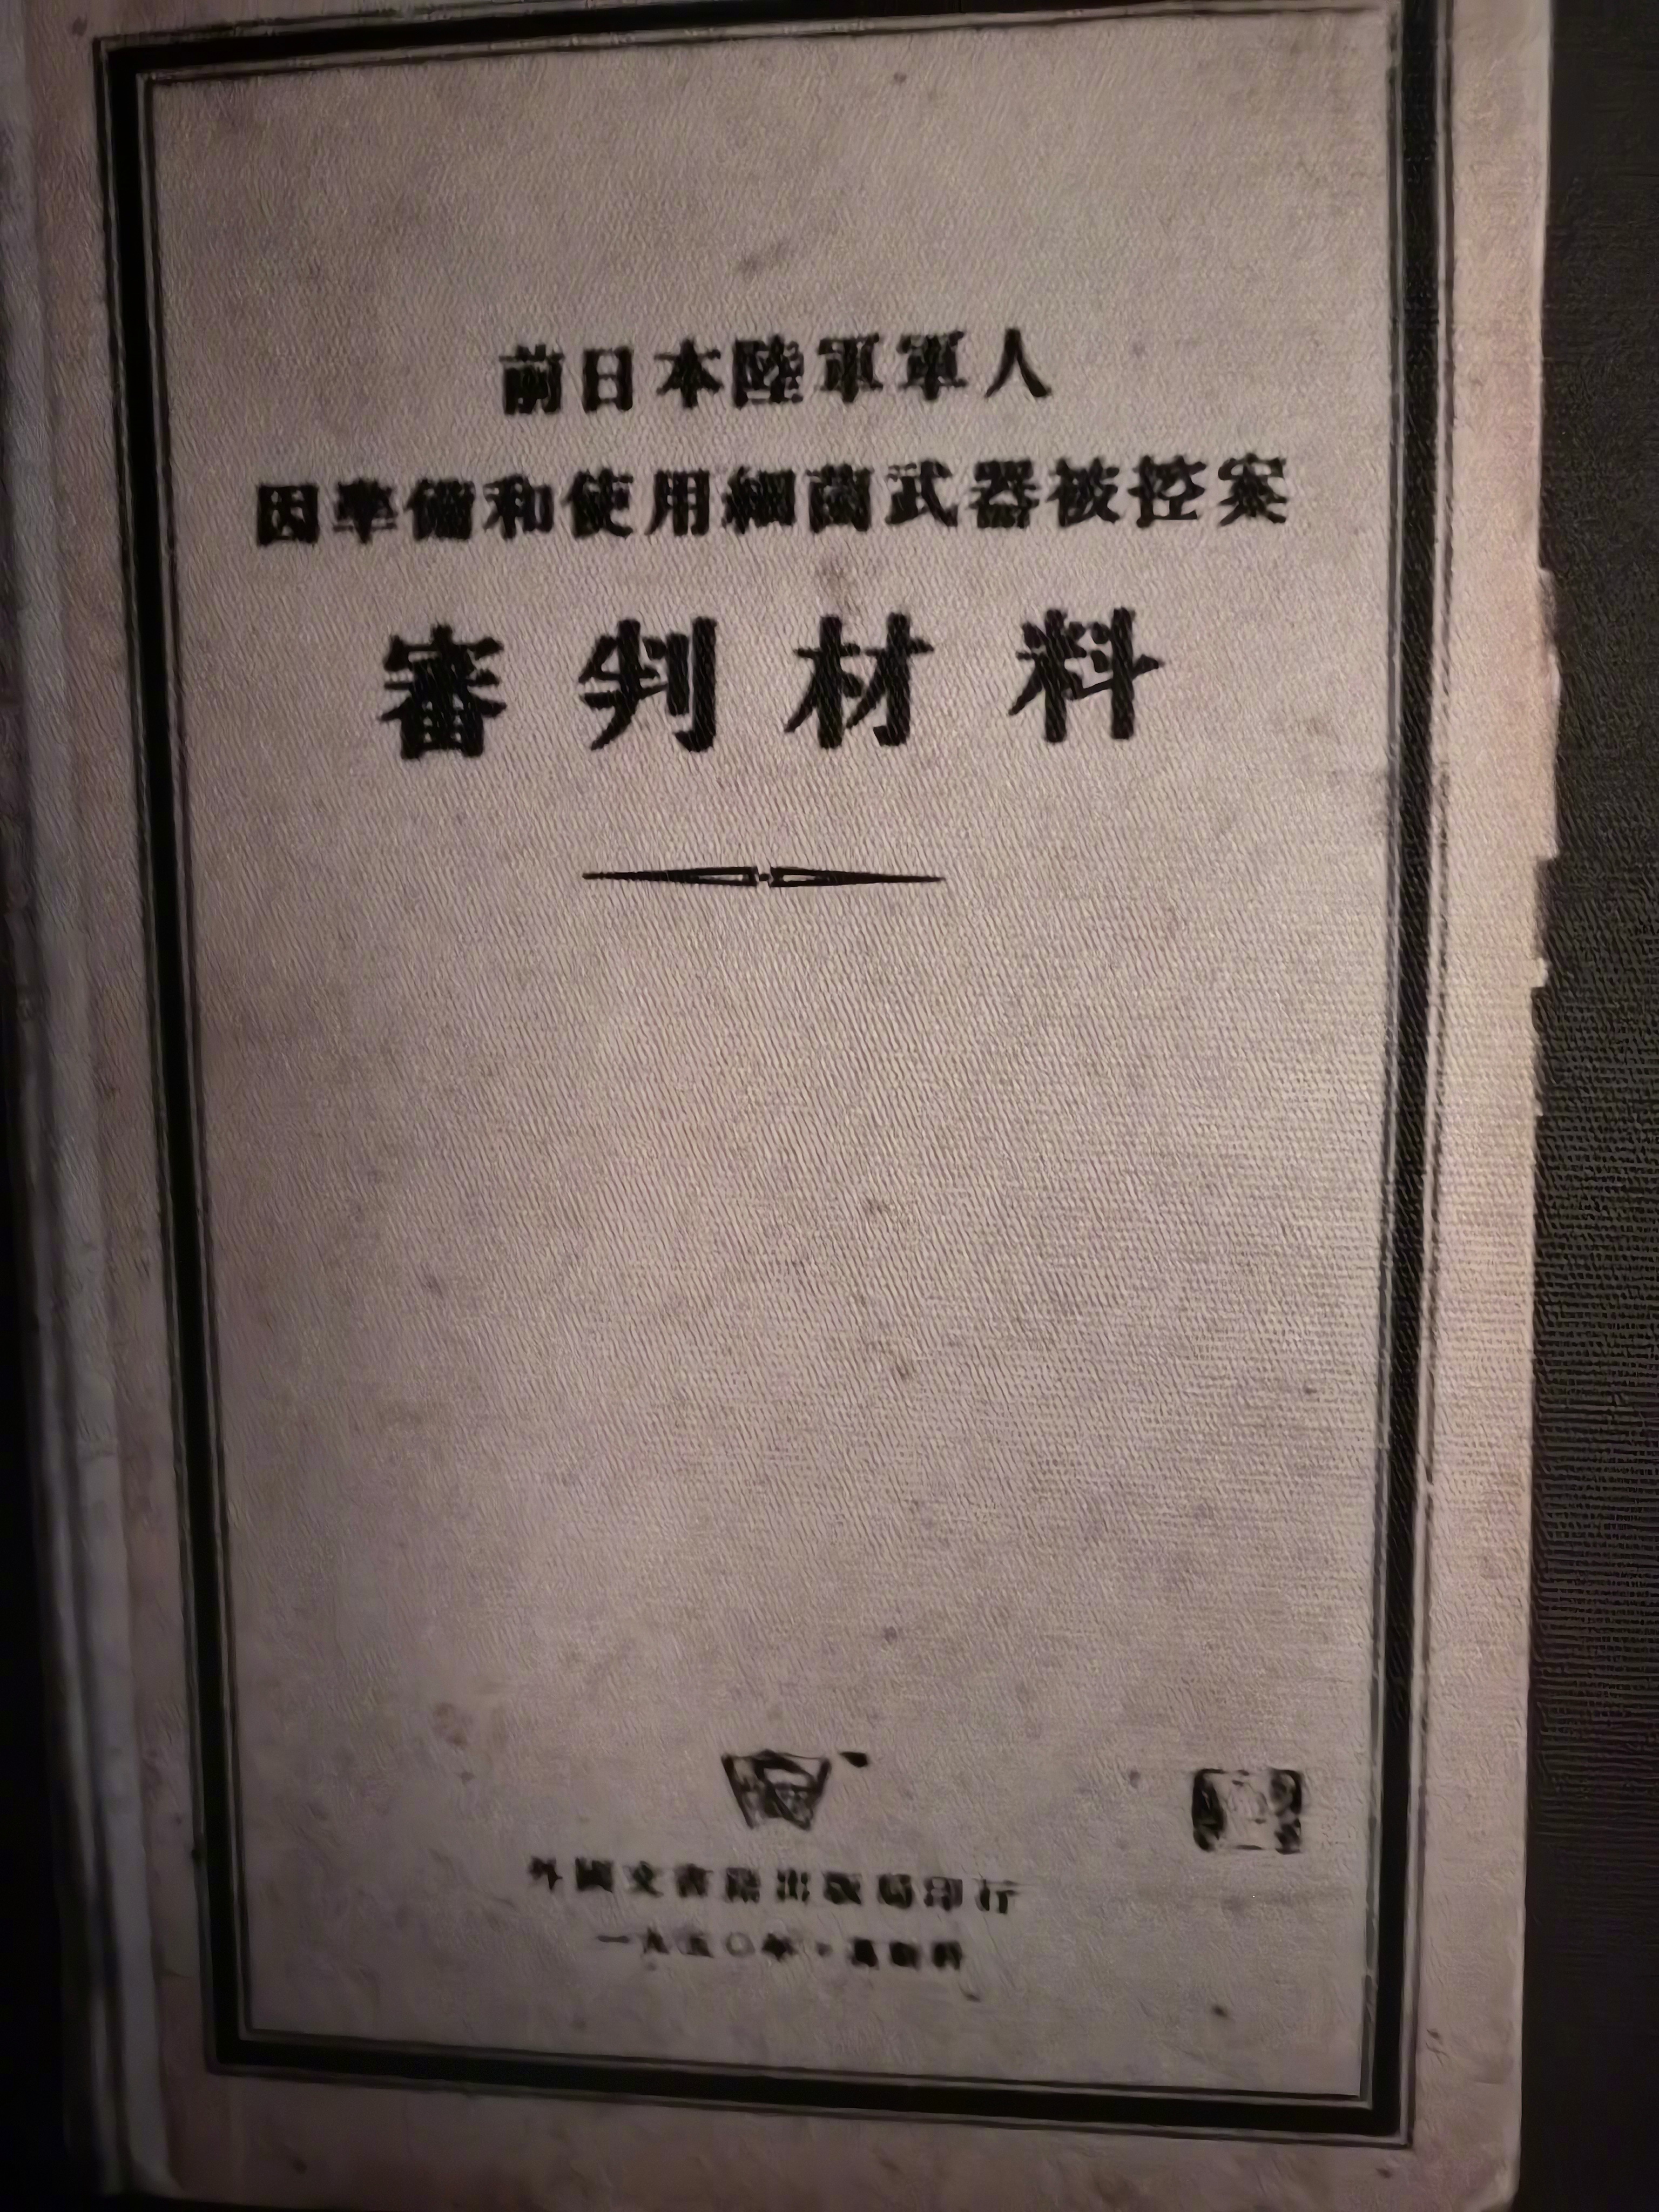 前日本陸軍軍人
因準備和使用細菌武器被控案
審判材料
外國文書籍出版局印行
一九五〇年·莫斯科